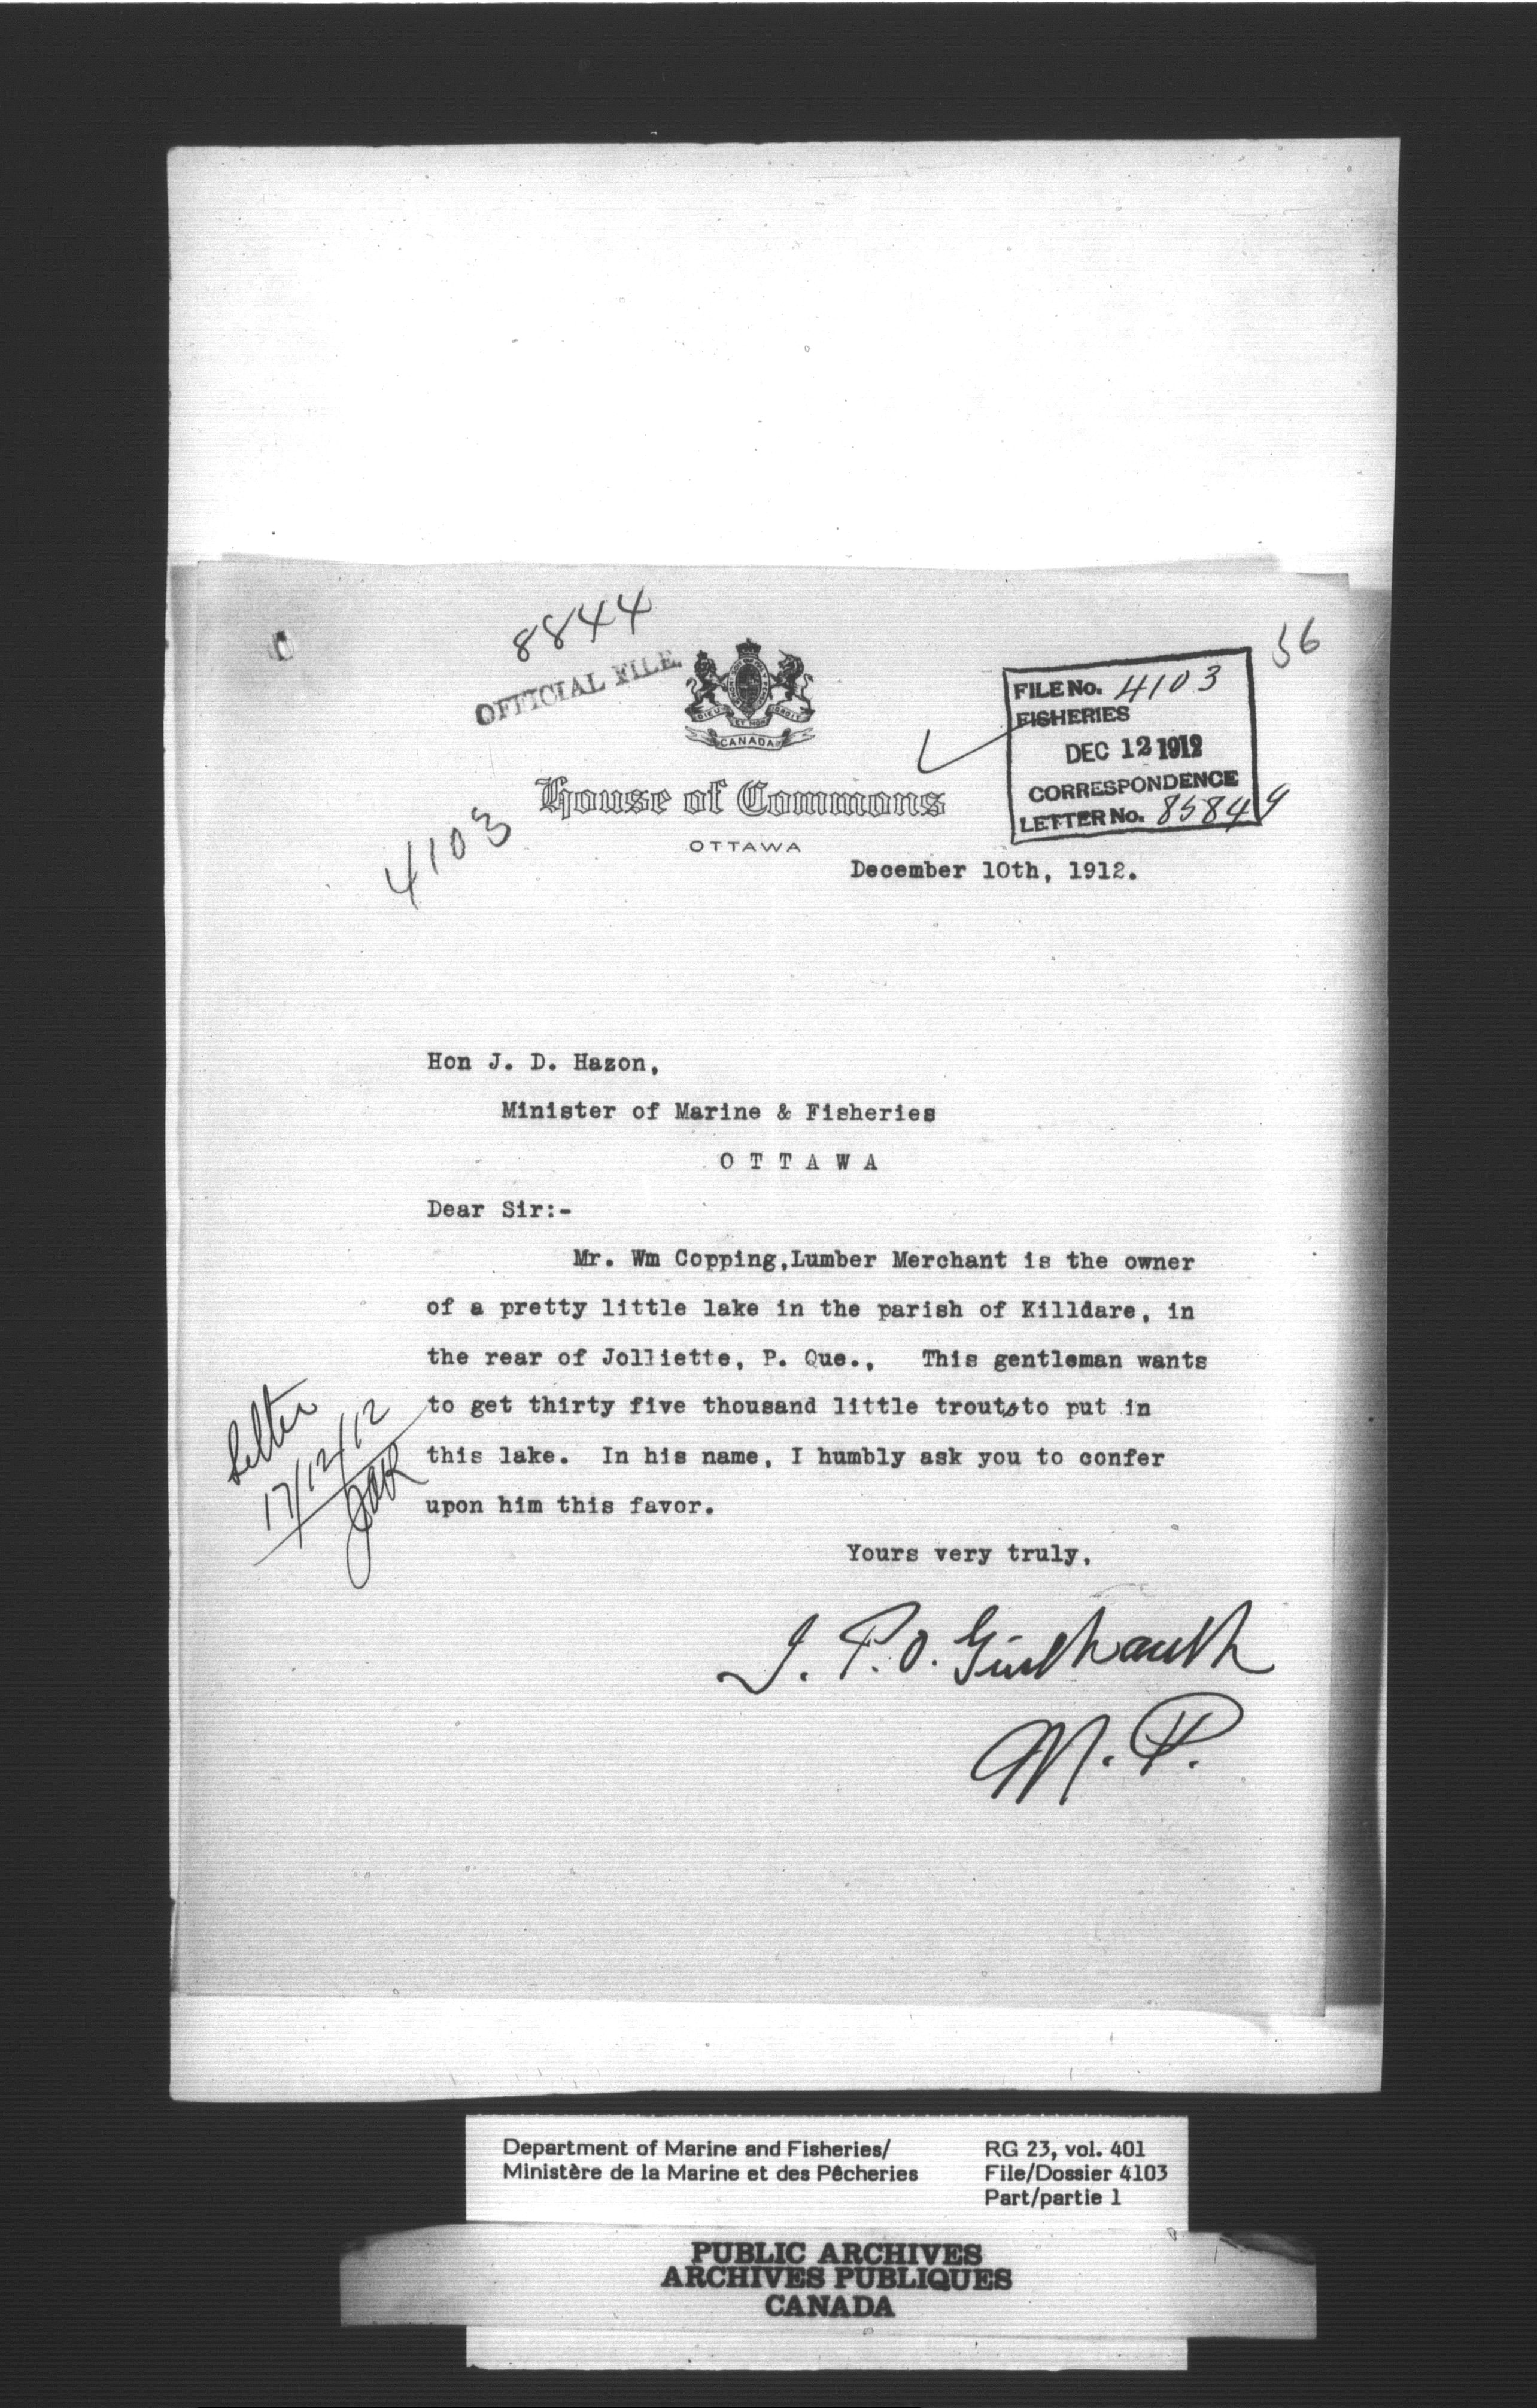 8844
OFFICIAL FILE.
56
FILE No. 4103
FISHERIES
DEC 12 1912
CORRESPONDENCE
LETTER No. 85849
DIEU ET MON DROIT
CANADA
House of Commons
OTTAWA
4103
December 10th, 1912.
Hon J. D. Hazon,
Minister of Marine & Fisheries
O T T A W A
Dear Sir:-
Mr. Wm Copping,Lumber Merchant is the owner
of a pretty little lake in the parish of Killdare, in
the rear of Jolliette, P. Que., This gentleman wants
to get thirty five thousand little trouts to put in
this lake. In his name, I humbly ask you to confer
upon him this favor.
Letter
17/12/12
Yours very truly,
J. P. O. Guilbault
M. P.
Department of Marine and Fisheries/
Ministère de la Marine et des Pêcheries
RG 23, vol. 401
File/Dossier 4103
Part/partie 1
PUBLIC ARCHIVES
ARCHIVES PUBLIQUES
CANADA